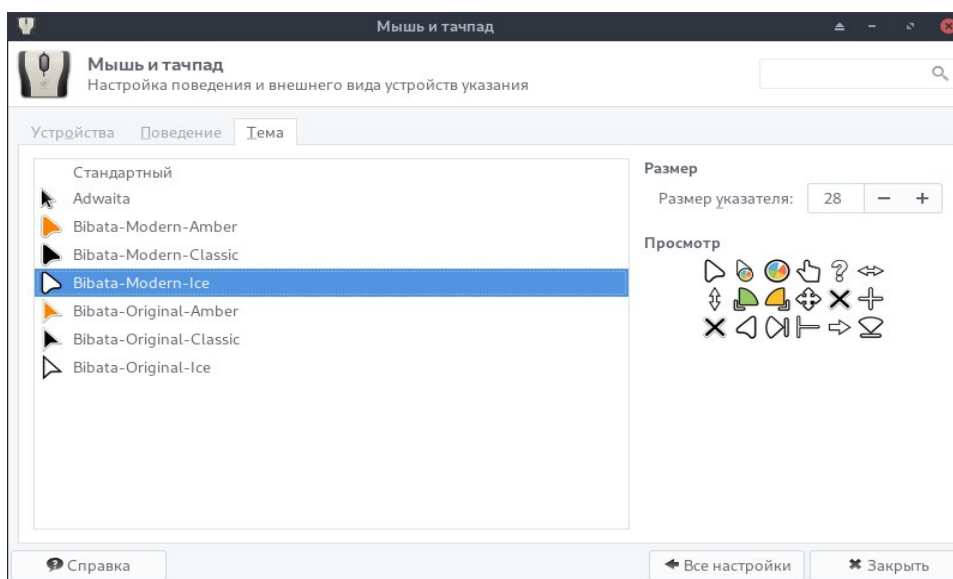 Мышь и тачпад
Мышь и тачпад
Настройка поведения и внешнего вида устройств указания
Устройства Поведение Тема
Стандартный
Adwaita
Bibata-Modern-Amber
Bibata-Modern-Classic
Bibata-Modern-Ice
Bibata-Original-Amber
Bibata-Original-Classic
Bibata-Original-Ice
Размер
Размер указателя: 28 − +
Просмотр
Справка
Все настройки
Закрыть